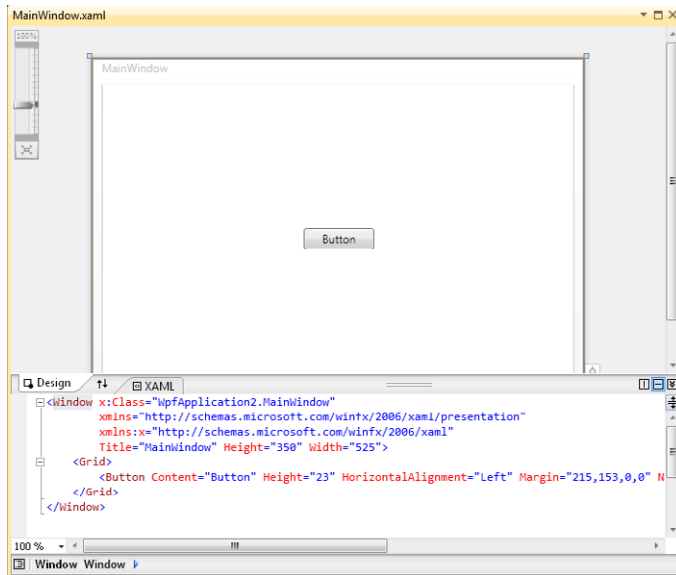 MainWindow.xaml
100%
MainWindow
Button
Design
XAML
<Window x:Class="WpfApplication2.MainWindow"
xmlns="http://schemas.microsoft.com/winfx/2006/xaml/presentation"
xmlns:x="http://schemas.microsoft.com/winfx/2006/xaml"
Title="MainWindow" Height="350" Width="525">
<Grid>
<Button Content="Button" Height="23" HorizontalAlignment="Left" Margin="215,153,0,0" N
</Grid>
</Window>
100 %
Window Window